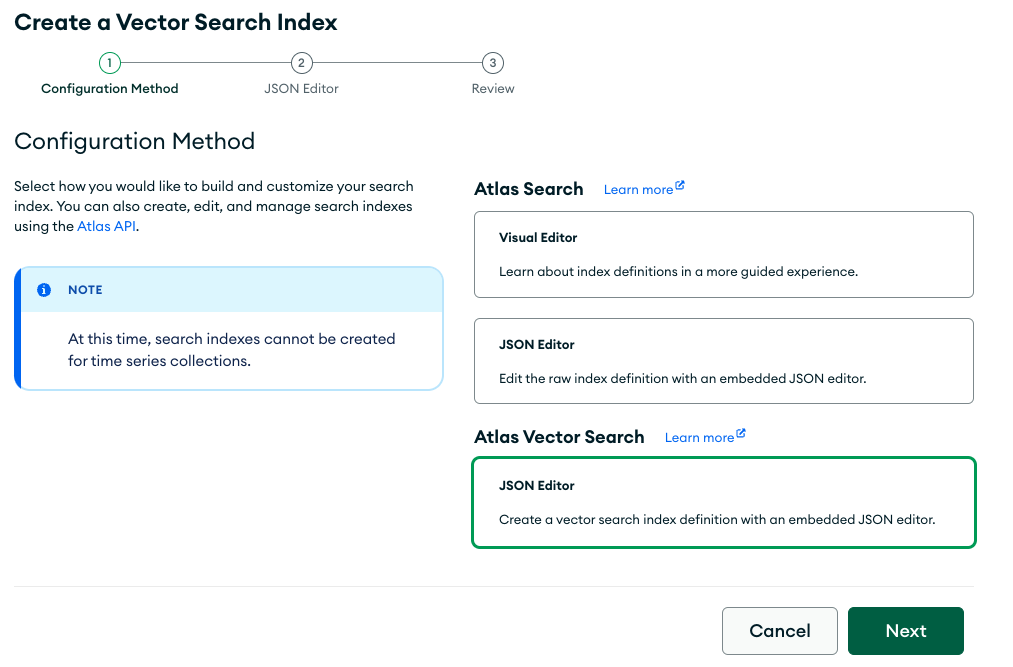 Create a Vector Search Index
1
2
3
Configuration Method
JSON Editor
Review
Configuration Method
Select how you would like to build and customize your search
index. You can also create, edit, and manage search indexes
using the Atlas API.
NOTE
At this time, search indexes cannot be created
for time series collections.
Atlas Search Learn more
Visual Editor
Learn about index definitions in a more guided experience.
JSON Editor
Edit the raw index definition with an embedded JSON editor.
Atlas Vector Search Learn more
JSON Editor
Create a vector search index definition with an embedded JSON editor.
Cancel
Next